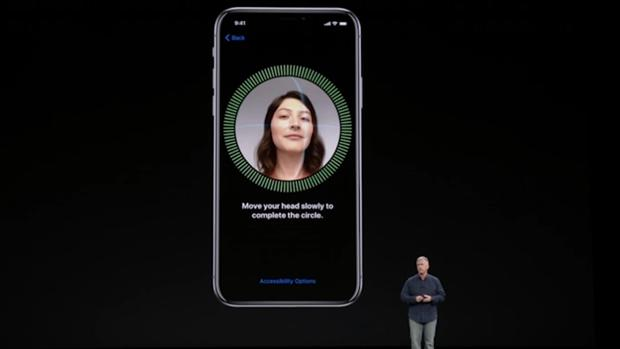 9:41
Back
Move your head slowly to
complete the circle.
Accessibility Options